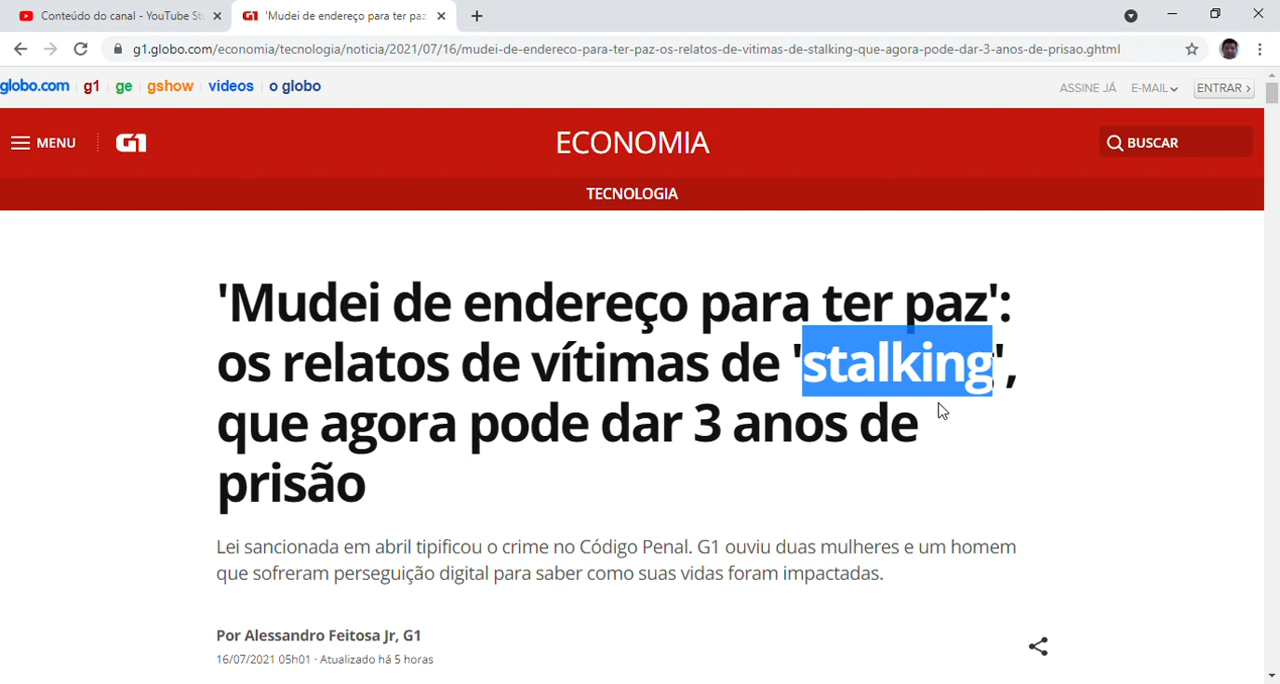 Conteúdo do canal - YouTube St
'Mudei de endereço para ter paz
g1.globo.com/economia/tecnologia/noticia/2021/07/16/mudei-de-endereco-para-ter-paz-os-relatos-de-vitimas-de-stalking-que-agora-pode-dar-3-anos-de-prisao.ghtml
globo.com g1 ge gshow vídeos o globo ASSINE JÁ E-MAIL ENTRAR ›
MENU G1 ECONOMIA BUSCAR
TECNOLOGIA
'Mudei de endereço para ter paz':
os relatos de vítimas de 'stalking',
que agora pode dar 3 anos de
prisão
Lei sancionada em abril tipificou o crime no Código Penal. G1 ouviu duas mulheres e um homem
que sofreram perseguição digital para saber como suas vidas foram impactadas.
Por Alessandro Feitosa Jr, G1
16/07/2021 05h01 · Atualizado há 5 horas